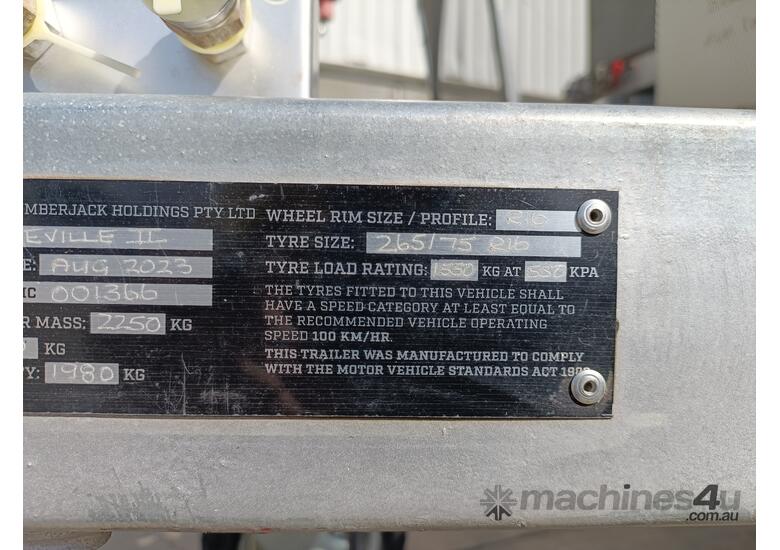 MBERJACK HOLDINGS PTY LTD
EVILLE IL
E: AUG 2023
IC 001366
R MASS: 2250 KG
KG
Y: 1980 KG
WHEEL RIM SIZE / PROFILE: R16
TYRE SIZE: 265/75 R16
TYRE LOAD RATING: 1550 KG AT KPA
THE TYRES FITTED TO THIS VEHICLE SHALL
HAVE A SPEED CATEGORY AT LEAST EQUAL TO
THE RECOMMENDED VEHICLE OPERATING
SPEED 100 KM/HR.
THIS TRAILER WAS MANUFACTURED TO COMPLY
WITH THE MOTOR VEHICLE STANDARDS ACT
machines4u
.com.au